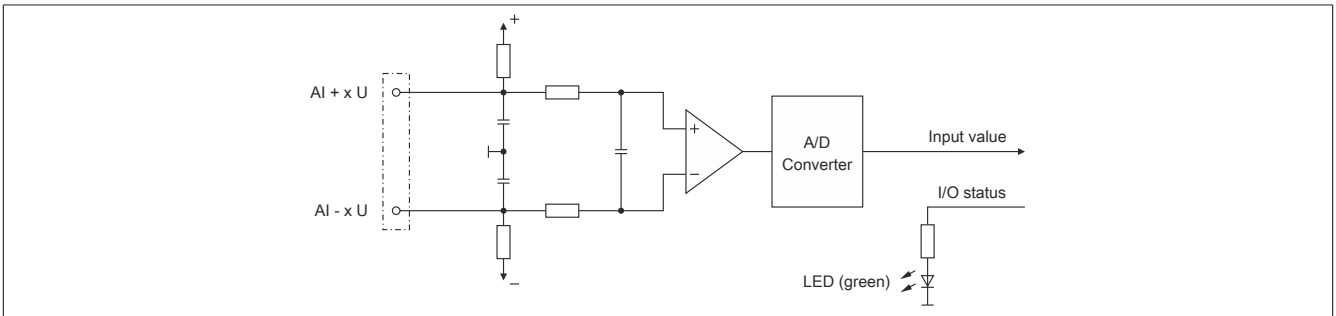 +
AI + x U
+
A/D
Converter
Input value
−
I/O status
AI - x U
LED (green)
−